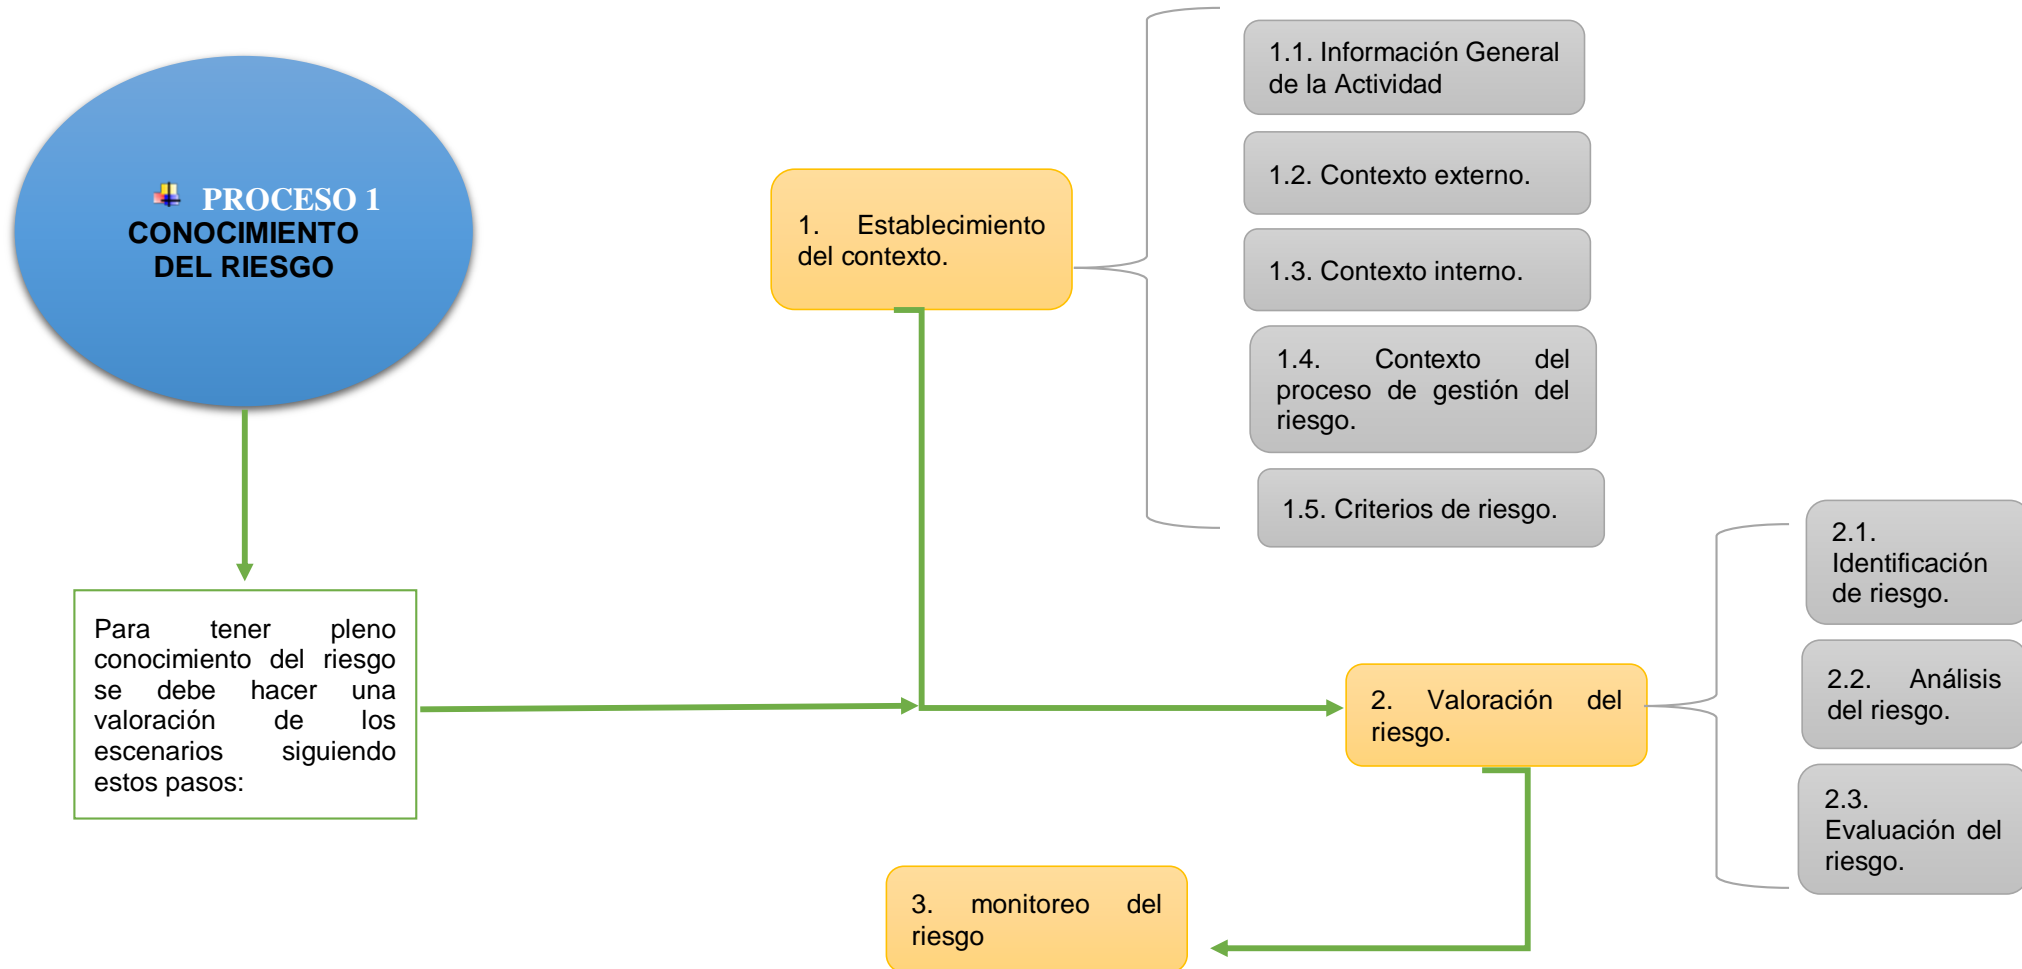 PROCESO 1
CONOCIMIENTO
DEL RIESGO
Para tener pleno
conocimiento del riesgo
se debe hacer una
valoración de los
escenarios siguiendo
estos pasos:
1. Establecimiento
del contexto.
1.1. Información General
de la Actividad
1.2. Contexto externo.
1.3. Contexto interno.
1.4. Contexto del
proceso de gestión del
riesgo.
1.5. Criterios de riesgo.
2. Valoración del
riesgo.
2.1.
Identificación
de riesgo.
2.2. Análisis
del riesgo.
2.3.
Evaluación del
riesgo.
3. monitoreo del
riesgo